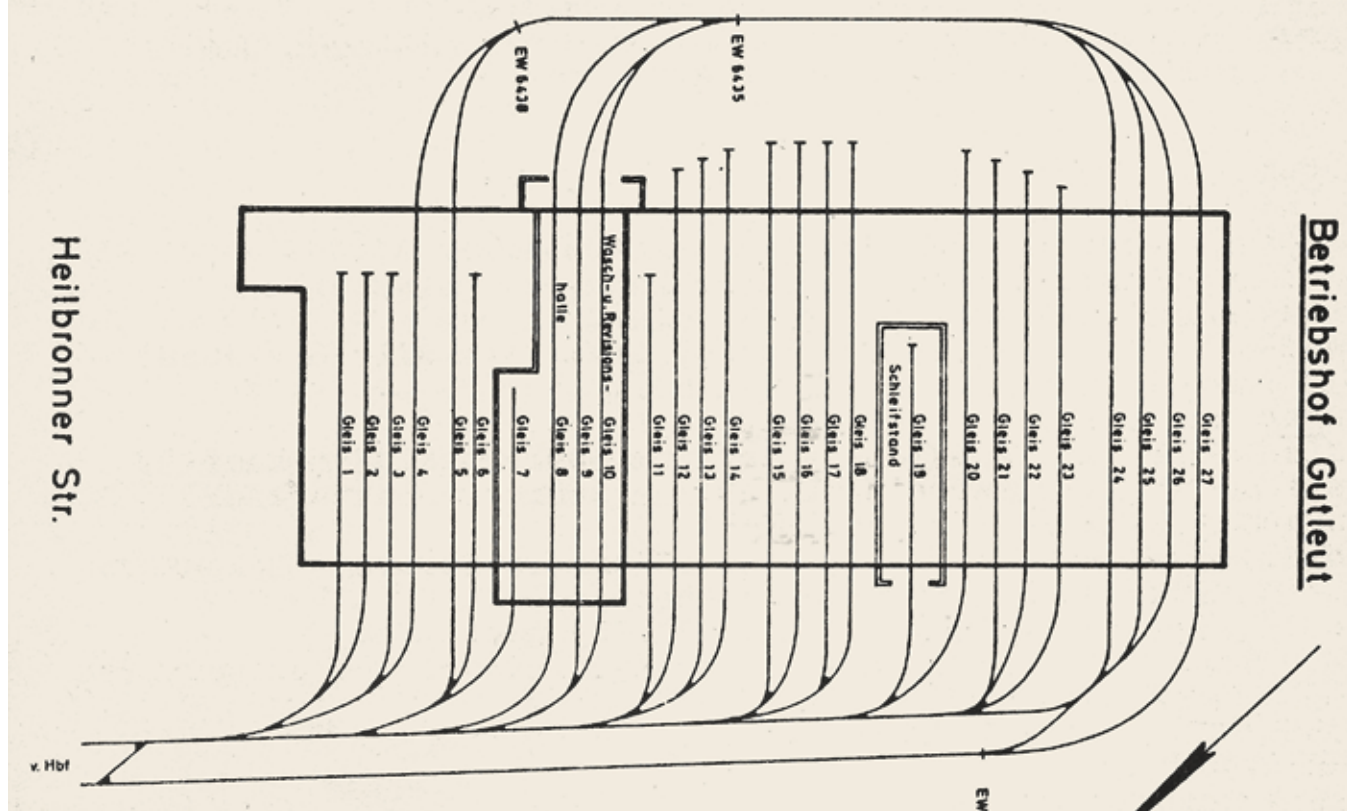 Betriebshof Gutleut
EW 6438
EW 6435
Heilbronner Str.
Wasch-u.Revisions-
halle
Schleifstand
Gleis 1
Gleis 2
Gleis 3
Gleis 4
Gleis 5
Gleis 6
Gleis 7
Gleis 8
Gleis 9
Gleis 10
Gleis 11
Gleis 12
Gleis 13
Gleis 14
Gleis 15
Gleis 16
Gleis 17
Gleis 18
Gleis 19
Gleis 20
Gleis 21
Gleis 22
Gleis 23
Gleis 24
Gleis 25
Gleis 26
Gleis 27
v. Hbf
EW